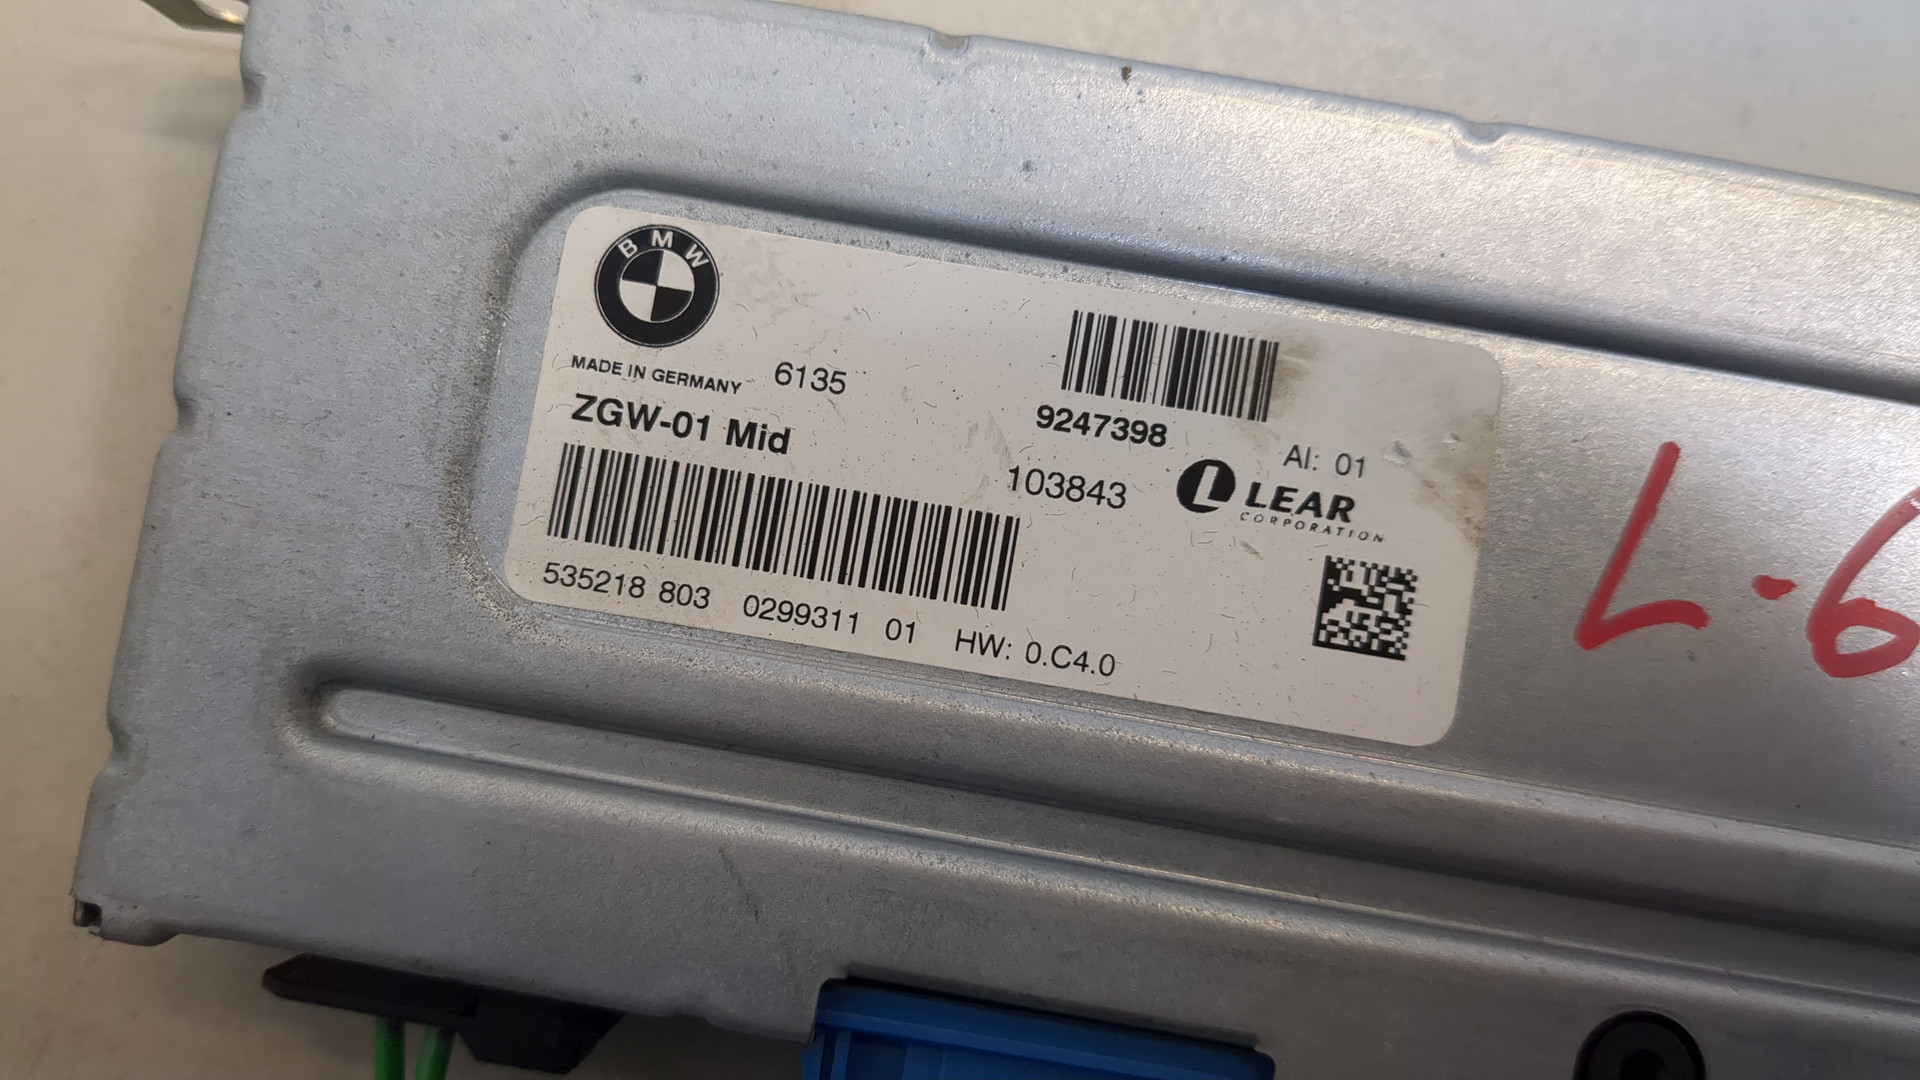 BMW
MADE IN GERMANY 6135
ZGW-01 Mid
9247398
AI: 01
103843
LEAR
CORPORATION
535218 803 0299311 01 HW: 0.C4.0
L-6